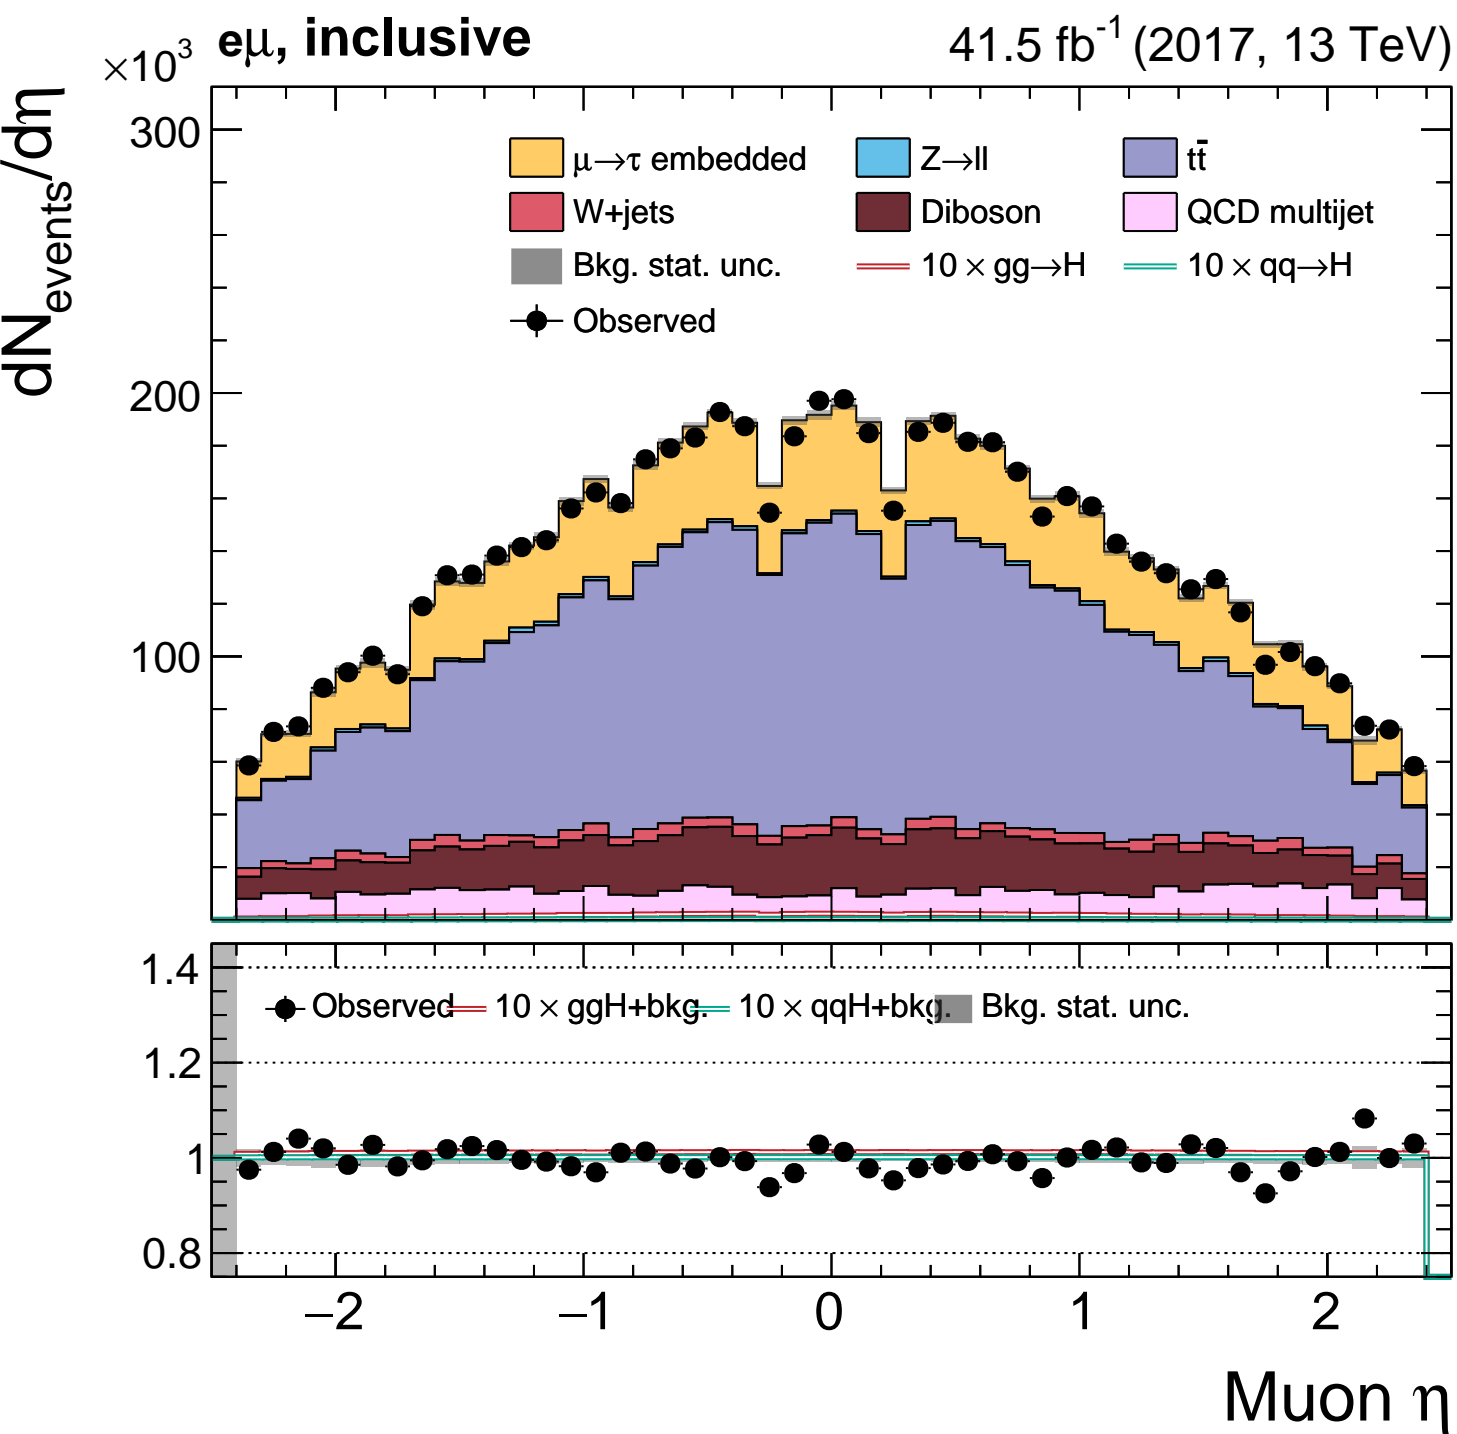 ×10³ eμ, inclusive 41.5 fb⁻¹ (2017, 13 TeV)
dN_events/dη
300
μ→τ embedded Z→ll tt̄
W+jets Diboson QCD multijet
Bkg. stat. unc. 10 × gg→H 10 × qq→H
Observed
200
100
1.4
Observed 10 × ggH+bkg. 10 × qqH+bkg. Bkg. stat. unc.
1.2
1
0.8
−2 −1 0 1 2
Muon η